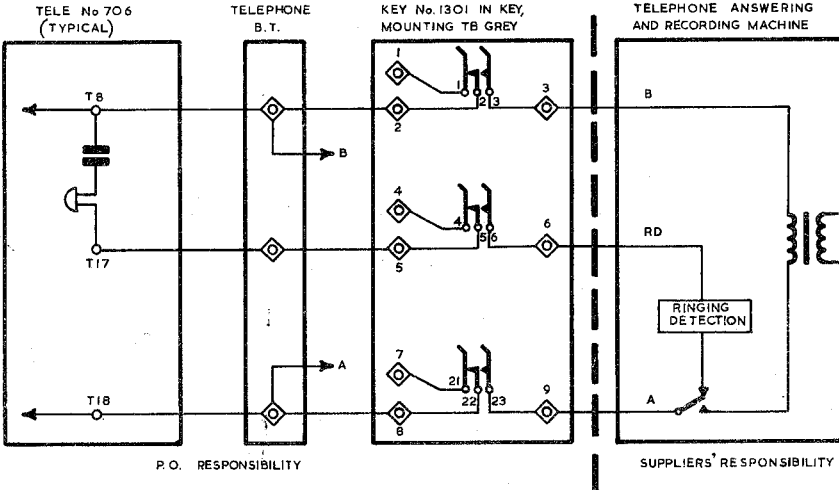 TELE No 706
(TYPICAL)
TELEPHONE
B.T.
KEY No. 1301 IN KEY,
MOUNTING TB GREY
TELEPHONE ANSWERING
AND RECORDING MACHINE
T8
B
T17
T18
A
1
1
2
3
2
3
4
4
5
6
5
6
7
21
22
23
8
9
B
RD
RINGING
DETECTION
A
P.O. RESPONSIBILITY
SUPPLIERS' RESPONSIBILITY